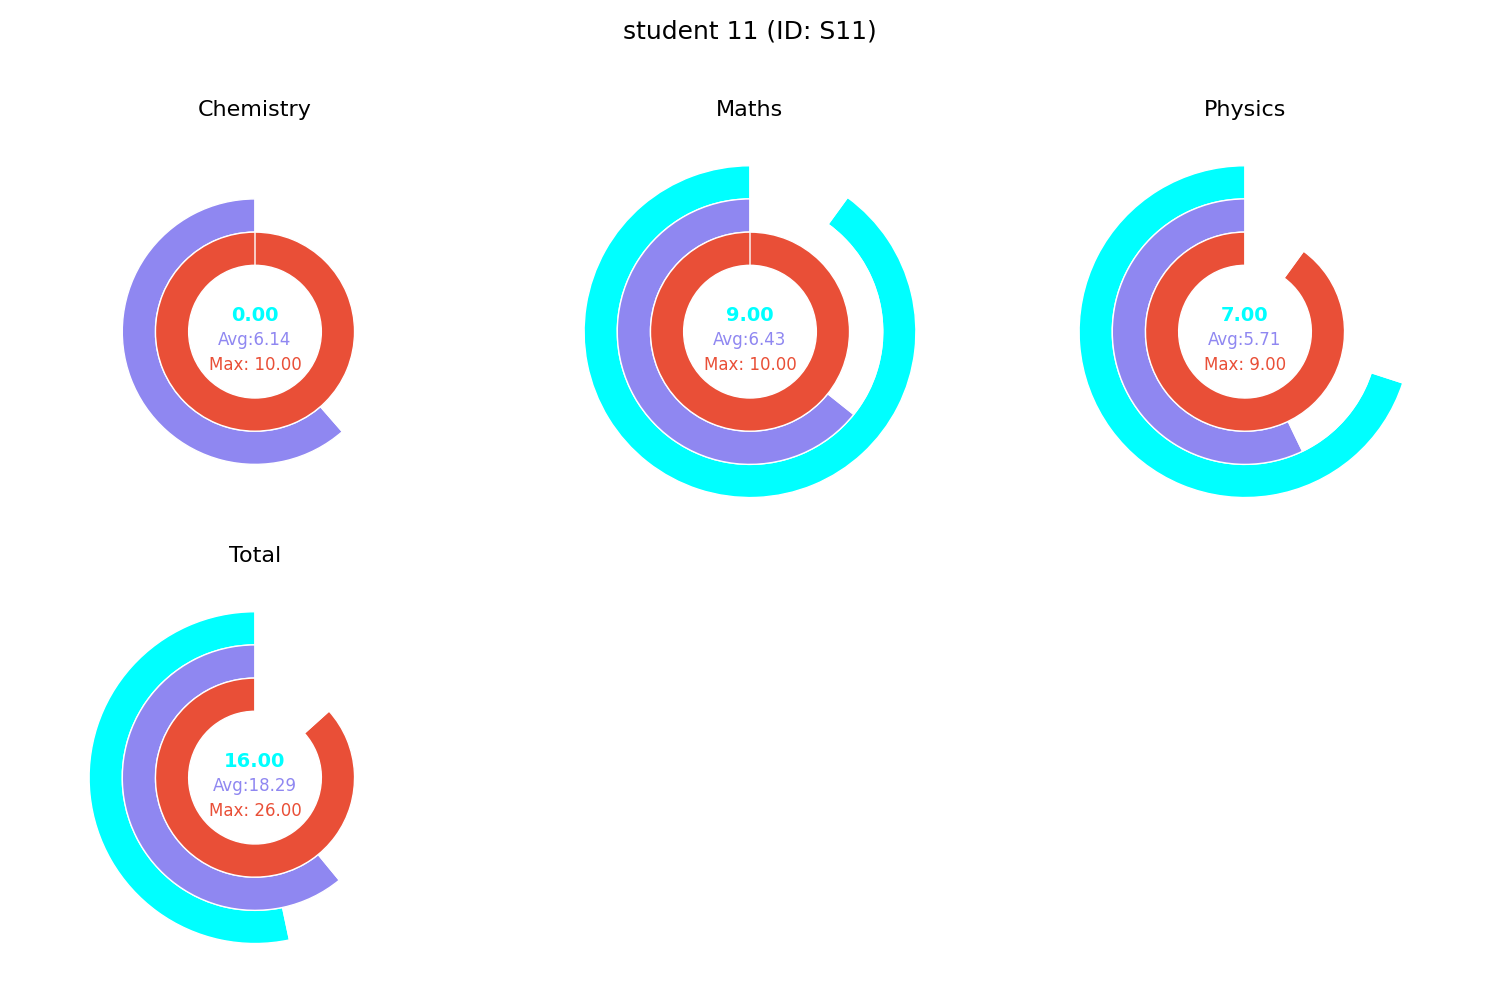 student 11 (ID: S11)
Chemistry
0.00
Avg:6.14
Max: 10.00
Maths
9.00
Avg:6.43
Max: 10.00
Physics
7.00
Avg:5.71
Max: 9.00
Total
16.00
Avg:18.29
Max: 26.00